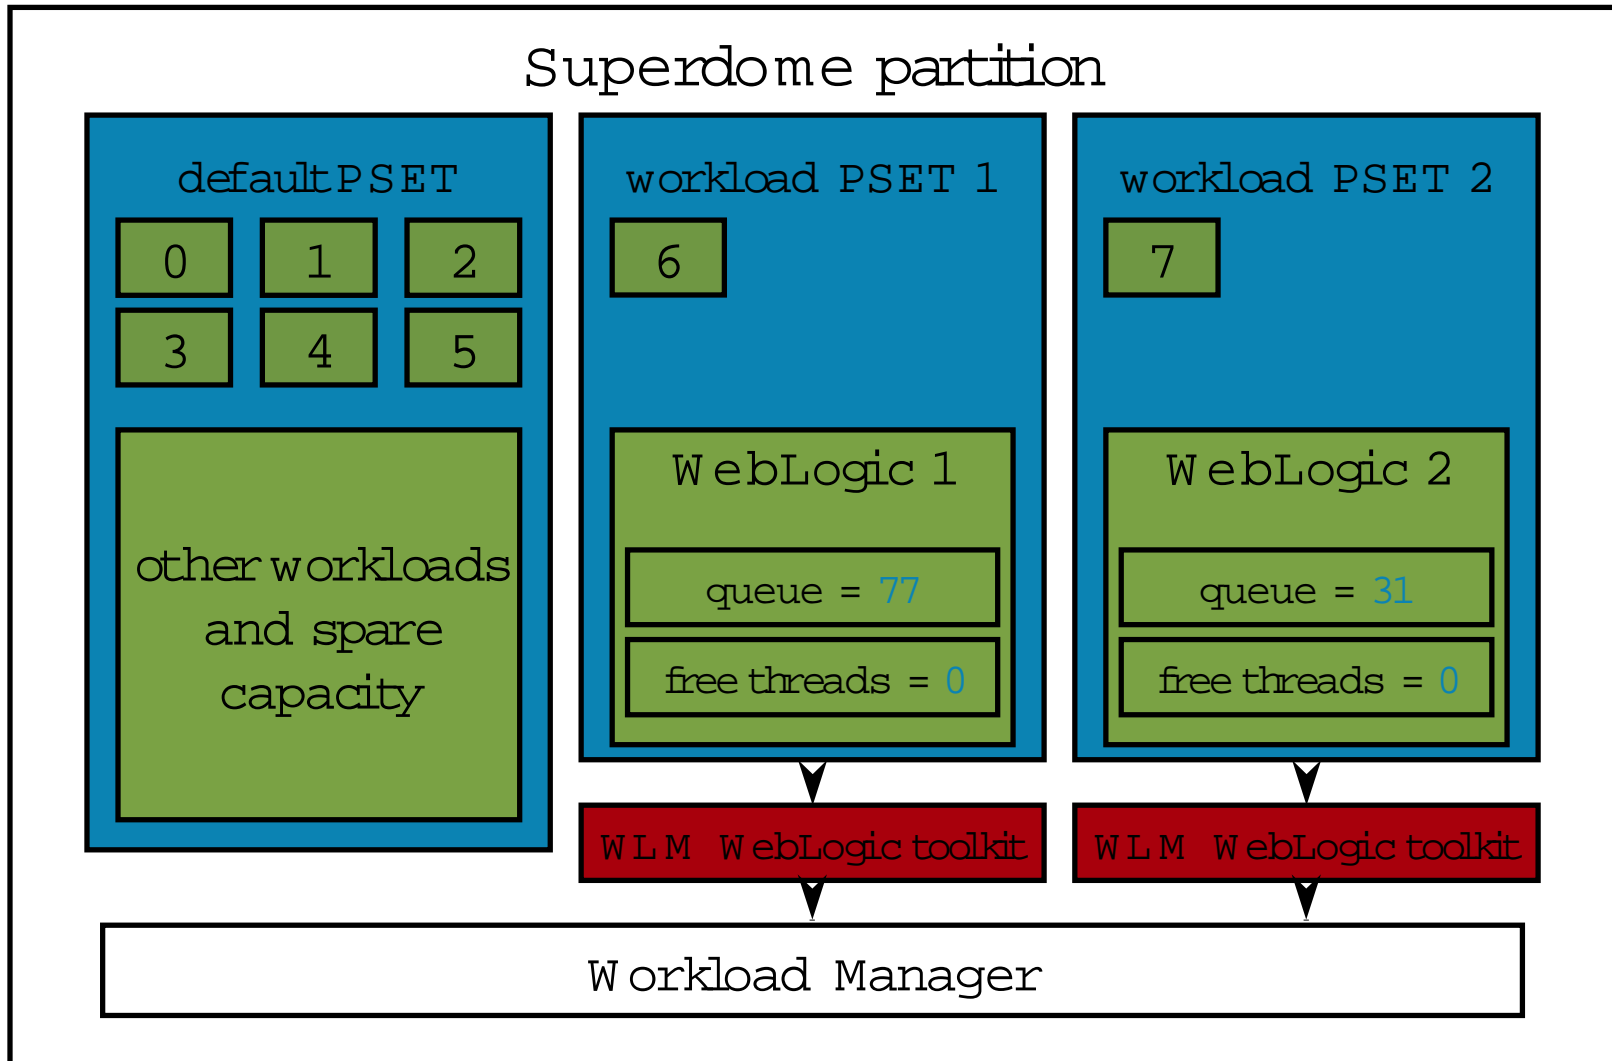 Superdome partition
default PSET
0 1 2
3 4 5
other workloads
and spare
capacity
workload PSET 1
6
WebLogic 1
queue = 77
free threads = 0
workload PSET 2
7
WebLogic 2
queue = 31
free threads = 0
WLM WebLogic toolkit
WLM WebLogic toolkit
Workload Manager